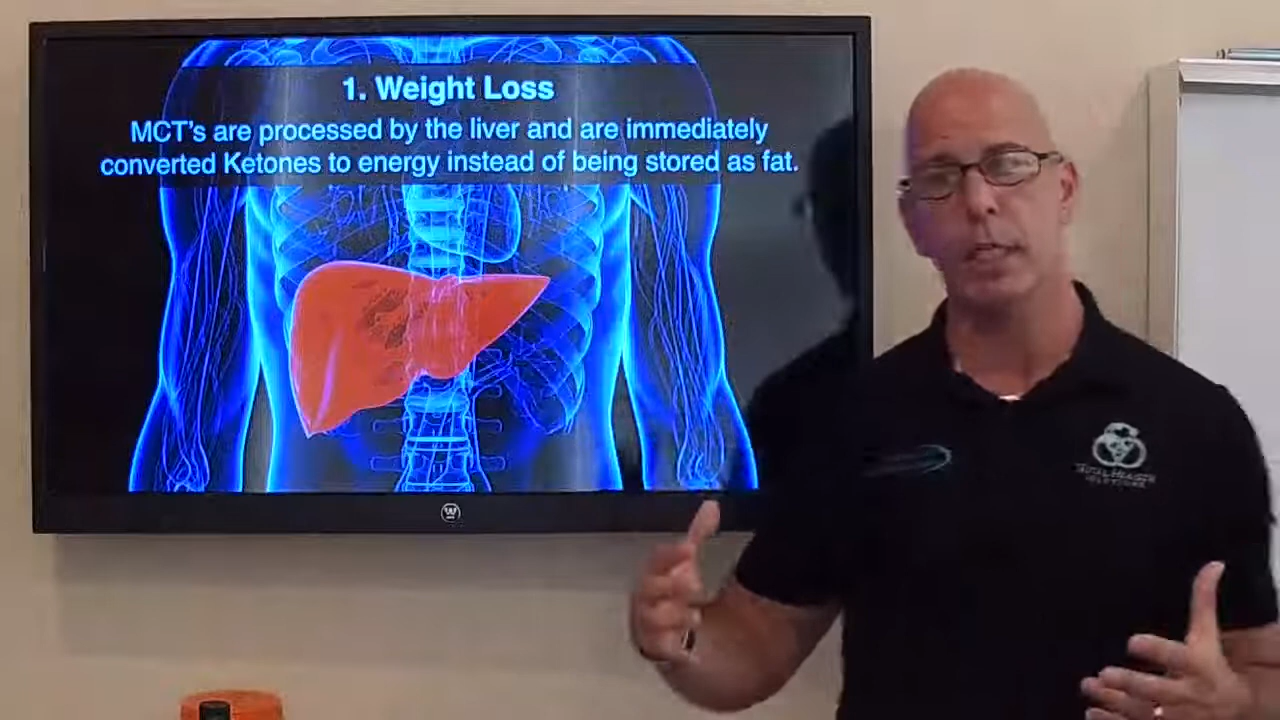 1. Weight Loss
MCT's are processed by the liver and are immediately
converted Ketones to energy instead of being stored as fat.
W